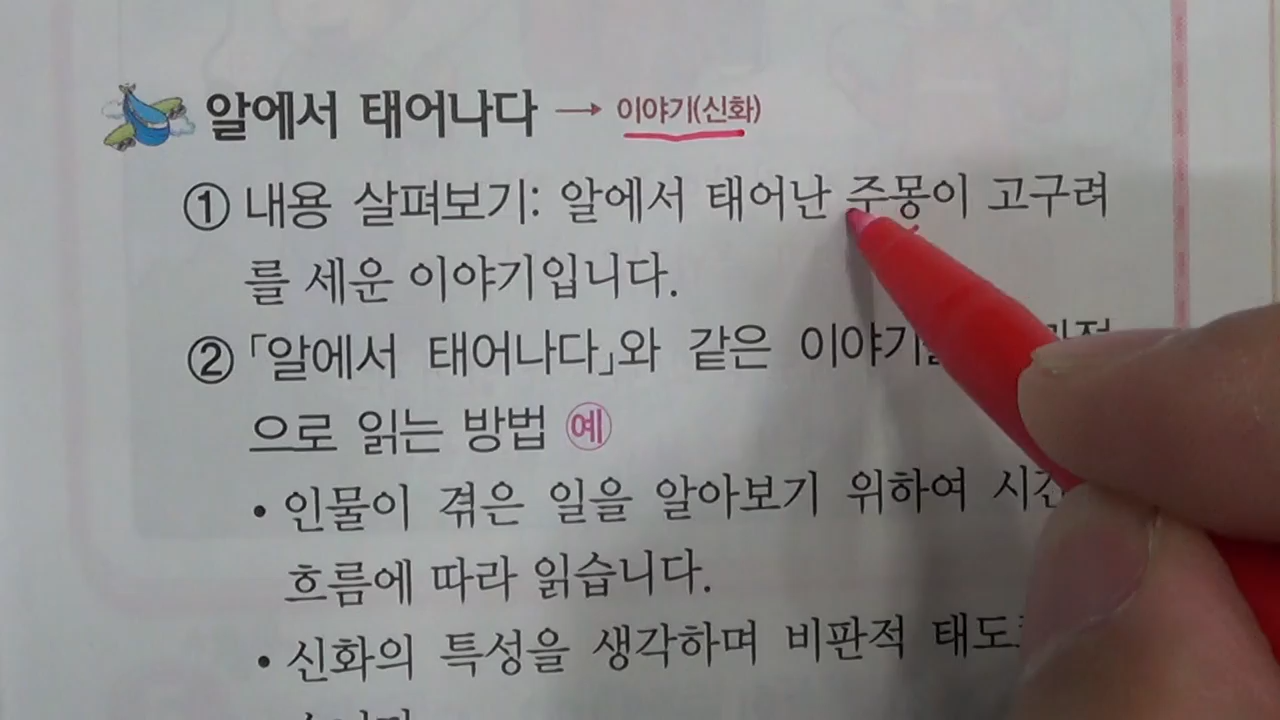 알에서 태어나다 → 이야기(신화)
① 내용 살펴보기: 알에서 태어난 주몽이 고구려
를 세운 이야기입니다.
② 「알에서 태어나다」와 같은 이야기
으로 읽는 방법 예
• 인물이 겪은 일을 알아보기 위하여
흐름에 따라 읽습니다.
• 신화의 특성을 생각하며 비판적